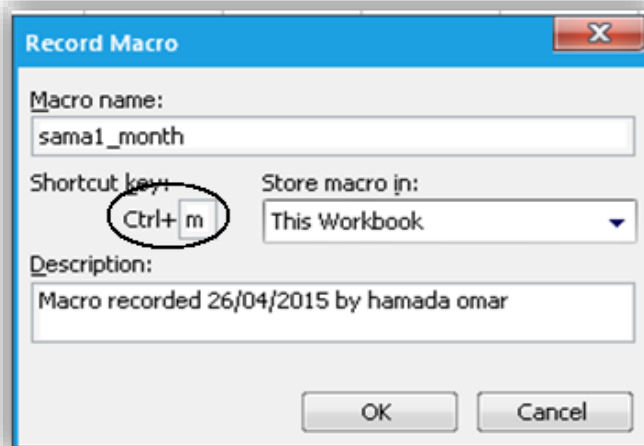 Record Macro
Macro name:
sama1_month
Shortcut key:
Store macro in:
Ctrl+ m
This Workbook
Description:
Macro recorded 26/04/2015 by hamada omar
OK
Cancel